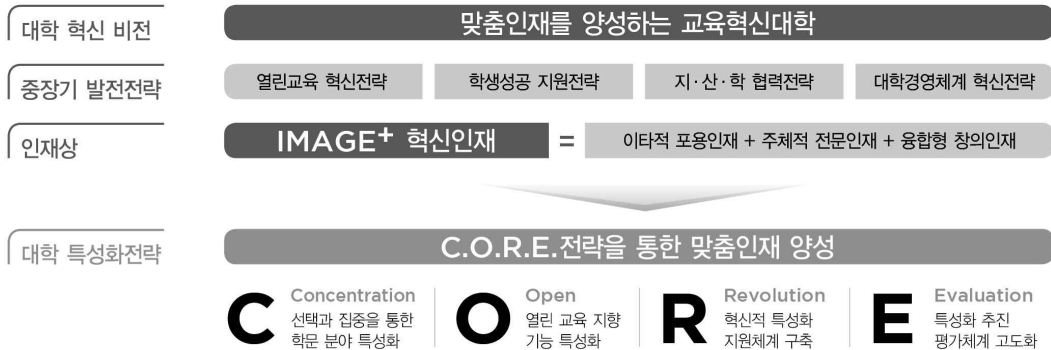 대학 혁신 비전
맞춤인재를 양성하는 교육혁신대학
중장기 발전전략
열린교육 혁신전략
학생성공 지원전략
지·산·학 협력전략
대학경영체계 혁신전략
인재상
IMAGE+ 혁신인재
=
이타적 포용인재 + 주체적 전문인재 + 융합형 창의인재
대학 특성화전략
C.O.R.E.전략을 통한 맞춤인재 양성
C
Concentration
선택과 집중을 통한
학문 분야 특성화
O
Open
열린 교육 지향
기능 특성화
R
Revolution
혁신적 특성화
지원체계 구축
E
Evaluation
특성화 추진
평가체계 고도화